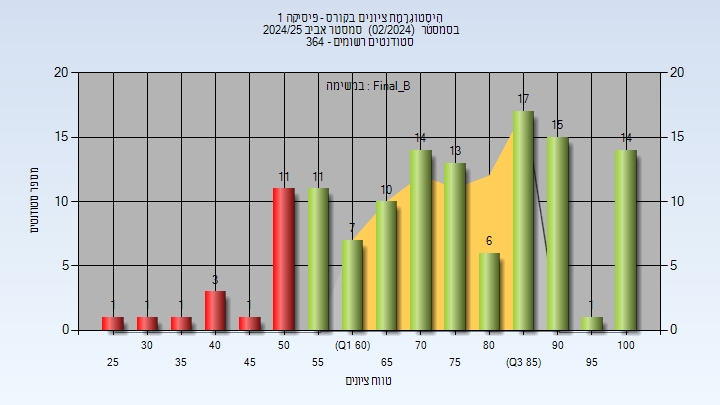 היסטוגרמת ציונים בקורס - פיסיקה 1
בסמסטר (02/2024) סמסטר אביב 2024/25
סטודנטים רשומים - 364
במשימה : Final_B
מספר סטודנטים
20 20
15 15
10 10
5 5
0 0
1 1 1 3 1 11 11 7 10 14 13 6 17 15 1 14
30 40 50 (Q1 60) 70 80 90 100
25 35 45 55 65 75 (Q3 85) 95
טווח ציונים